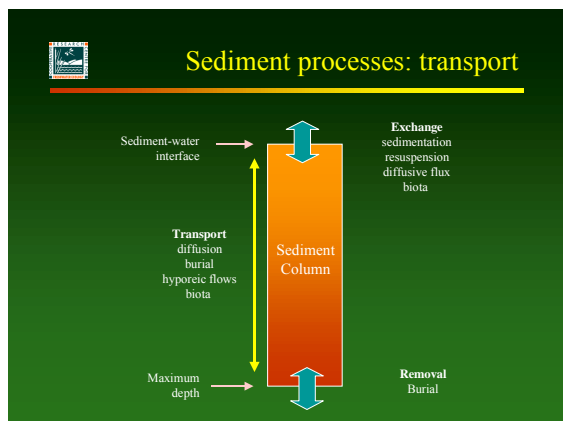 Sediment processes: transport
Sediment-water
interface
Exchange
sedimentation
resuspension
diffusive flux
biota
Transport
diffusion
burial
hyporeic flows
biota
Sediment
Column
Maximum
depth
Removal
Burial